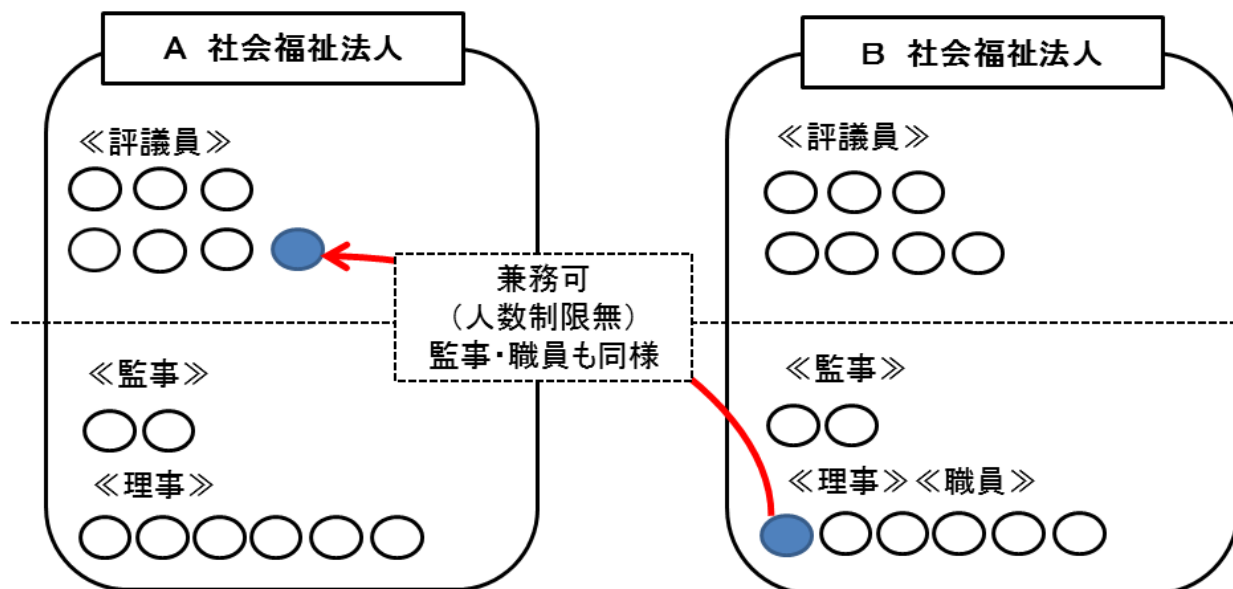 A 社会福祉法人
≪評議員≫
≪監事≫
≪理事≫
兼務可
（人数制限無）
監事・職員も同様
B 社会福祉法人
≪評議員≫
≪監事≫
≪理事≫≪職員≫